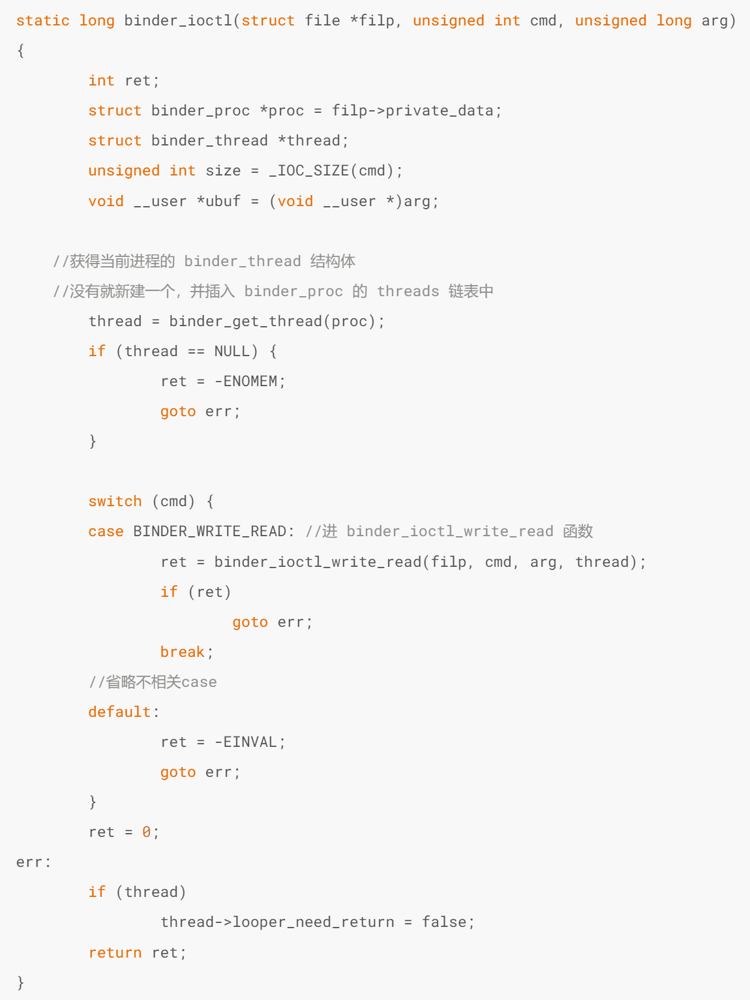 static long binder_ioctl(struct file *filp, unsigned int cmd, unsigned long arg)
{
        int ret;
        struct binder_proc *proc = filp->private_data;
        struct binder_thread *thread;
        unsigned int size = _IOC_SIZE(cmd);
        void __user *ubuf = (void __user *)arg;

    //获得当前进程的 binder_thread 结构体
    //没有就新建一个，并插入 binder_proc 的 threads 链表中
        thread = binder_get_thread(proc);
        if (thread == NULL) {
                ret = -ENOMEM;
                goto err;
        }

        switch (cmd) {
        case BINDER_WRITE_READ: //进 binder_ioctl_write_read 函数
                ret = binder_ioctl_write_read(filp, cmd, arg, thread);
                if (ret)
                        goto err;
                break;
        //省略不相关case
        default:
                ret = -EINVAL;
                goto err;
        }
        ret = 0;
err:
        if (thread)
                thread->looper_need_return = false;
        return ret;
}